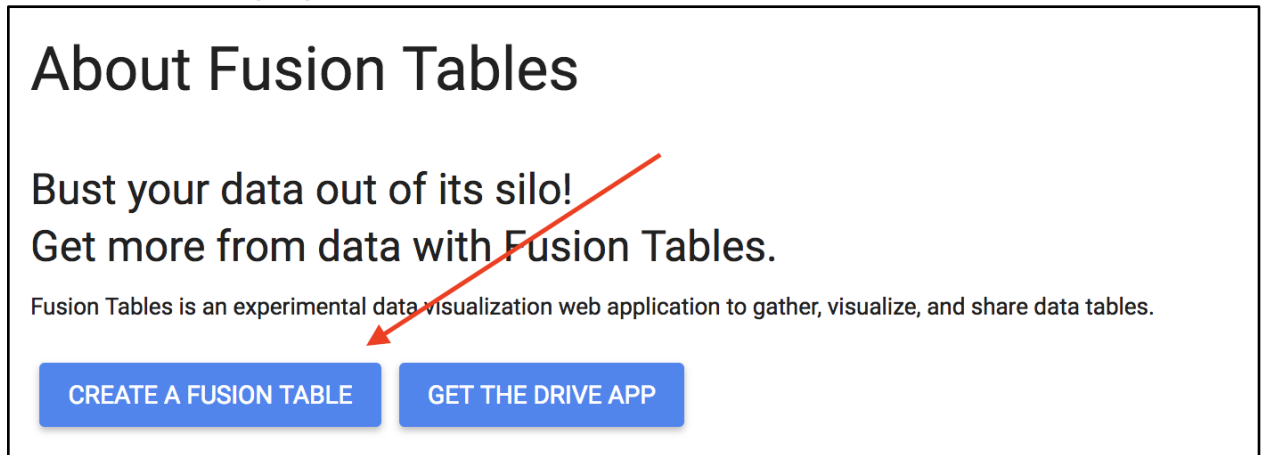 About Fusion Tables
Bust your data out of its silo!
Get more from data with Fusion Tables.
Fusion Tables is an experimental data visualization web application to gather, visualize, and share data tables.
CREATE A FUSION TABLE GET THE DRIVE APP